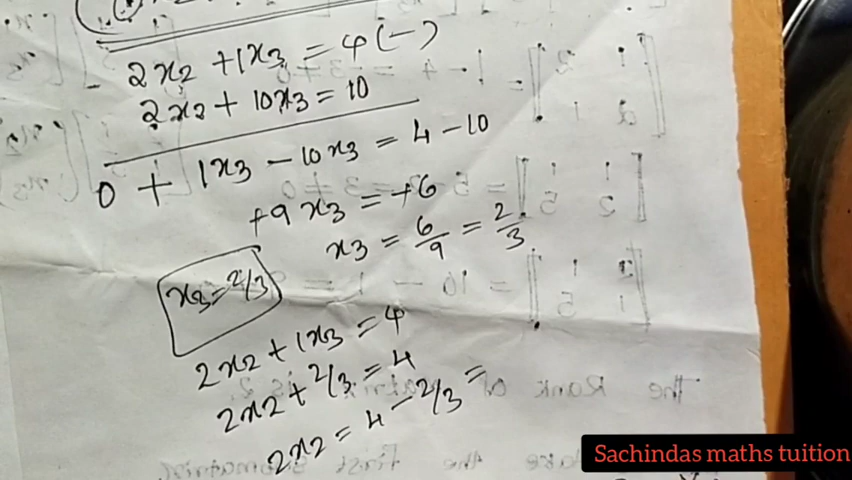 2x2 + 1x3 = 4 (-)
2x2 + 10x3 = 10
0 + 1x3 - 10x3 = 4 - 10
+9x3 = +6
x3 = 6/9 = 2/3
x3 = 2/3
2x2 + 1x3 = 4
2x2 + 2/3 = 4
2x2 = 4 - 2/3 =
Sachindas maths tuition